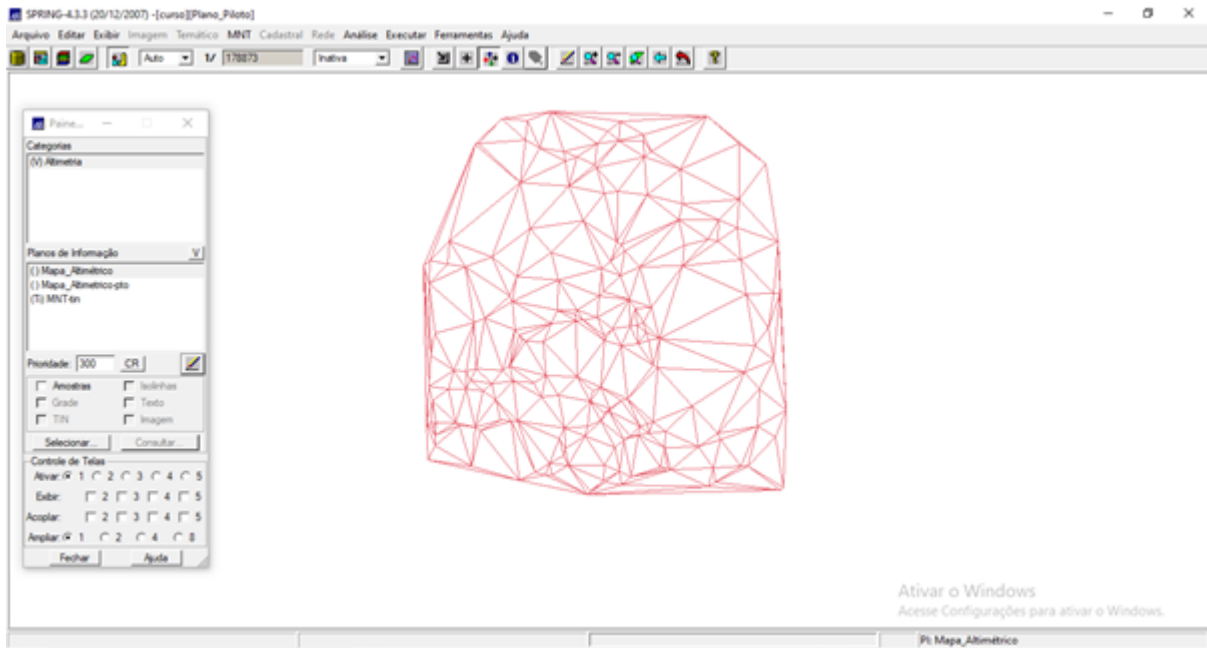 SPRING-4.3.3 (20/12/2007) -[curso][Plano_Piloto]
Arquivo Editar Exibir Imagem Temático MNT Cadastral Rede Análise Executar Ferramentas Ajuda
Auto 1/ 178873 Inativa
Paine...
Categorias
(V) Altimetria
Planos de Informação V
( ) Mapa_Altimétrico
( ) Mapa_Altimetrico-pto
(Ti) MNT-tin
Prioridade: 300 CR
Amostras Isolinhas
Grade Texto
TIN Imagem
Selecionar... Consultar...
Controle de Telas
Ativar: 1 2 3 4 5
Exibir: 2 3 4 5
Acoplar: 2 3 4 5
Ampliar: 1 2 4 8
Fechar Ajuda
Ativar o Windows
Acesse Configurações para ativar o Windows.
PI: Mapa_Altimétrico